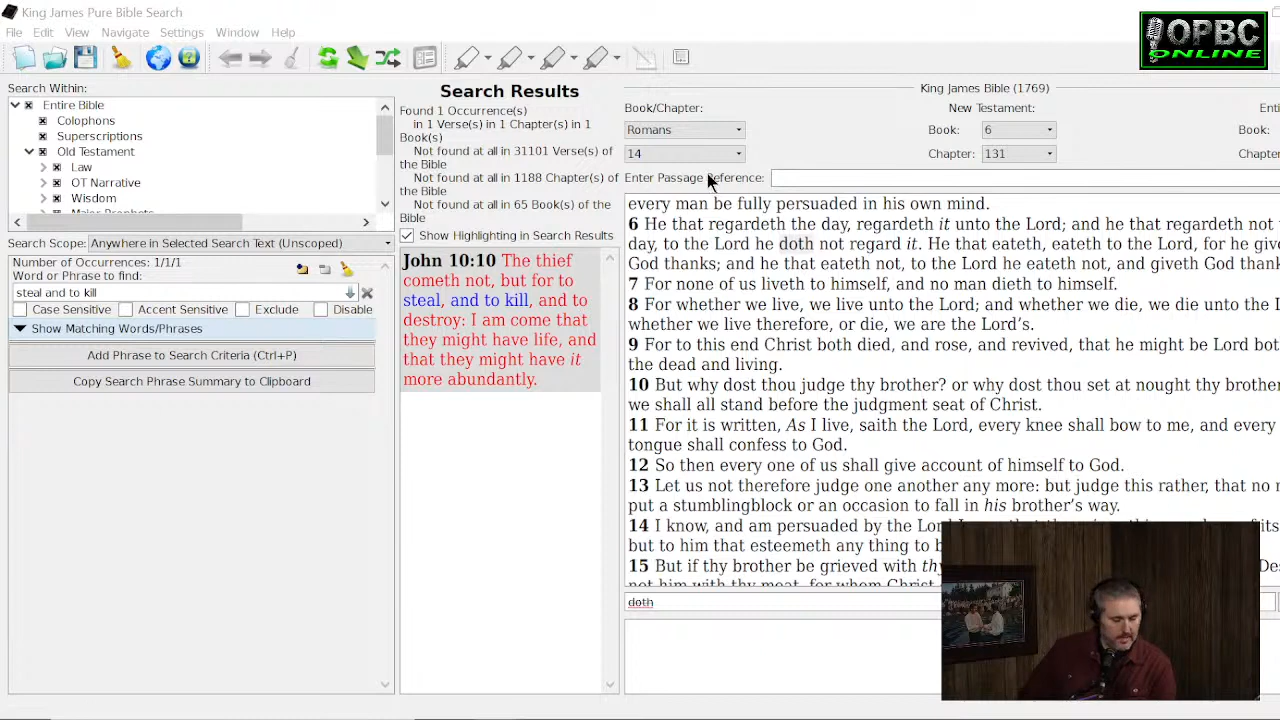 King James Pure Bible Search
File Edit View Navigate Settings Window Help
OPBC
ONLINE
Search Within:
Entire Bible
Colophons
Superscriptions
Old Testament
Law
OT Narrative
Wisdom
Major Prophets
Search Scope: Anywhere in Selected Search Text (Unscoped)
Number of Occurrences: 1/1/1
Word or Phrase to find:
steal and to kill
Case Sensitive Accent Sensitive Exclude Disable
Show Matching Words/Phrases
Add Phrase to Search Criteria (Ctrl+P)
Copy Search Phrase Summary to Clipboard
Search Results
Found 1 Occurrence(s)
in 1 Verse(s) in 1 Chapter(s) in 1
Book(s)
Not found at all in 31101 Verse(s) of
the Bible
Not found at all in 1188 Chapter(s) of
the Bible
Not found at all in 65 Book(s) of the
Bible
Show Highlighting in Search Results
John 10:10 The thief
cometh not, but for to
steal, and to kill, and to
destroy: I am come that
they might have life, and
that they might have it
more abundantly.
King James Bible (1769)
Book/Chapter: New Testament: Enti
Romans Book: 6 Book:
14 Chapter: 131 Chapter
Enter Passage Reference:
every man be fully persuaded in his own mind.
6 He that regardeth the day, regardeth it unto the Lord; and he that regardeth not
day, to the Lord he doth not regard it. He that eateth, eateth to the Lord, for he giv
God thanks; and he that eateth not, to the Lord he eateth not, and giveth God thank
7 For none of us liveth to himself, and no man dieth to himself.
8 For whether we live, we live unto the Lord; and whether we die, we die unto the
whether we live therefore, or die, we are the Lord's.
9 For to this end Christ both died, and rose, and revived, that he might be Lord bot
the dead and living.
10 But why dost thou judge thy brother? or why dost thou set at nought thy brothe
we shall all stand before the judgment seat of Christ.
11 For it is written, As I live, saith the Lord, every knee shall bow to me, and every
tongue shall confess to God.
12 So then every one of us shall give account of himself to God.
13 Let us not therefore judge one another any more: but judge this rather, that no
put a stumblingblock or an occasion to fall in his brother's way.
14 I know, and am persuaded by the Lord
but to him that esteemeth any thing to
15 But if thy brother be grieved with
not him with thy meat, for whom Christ
doth